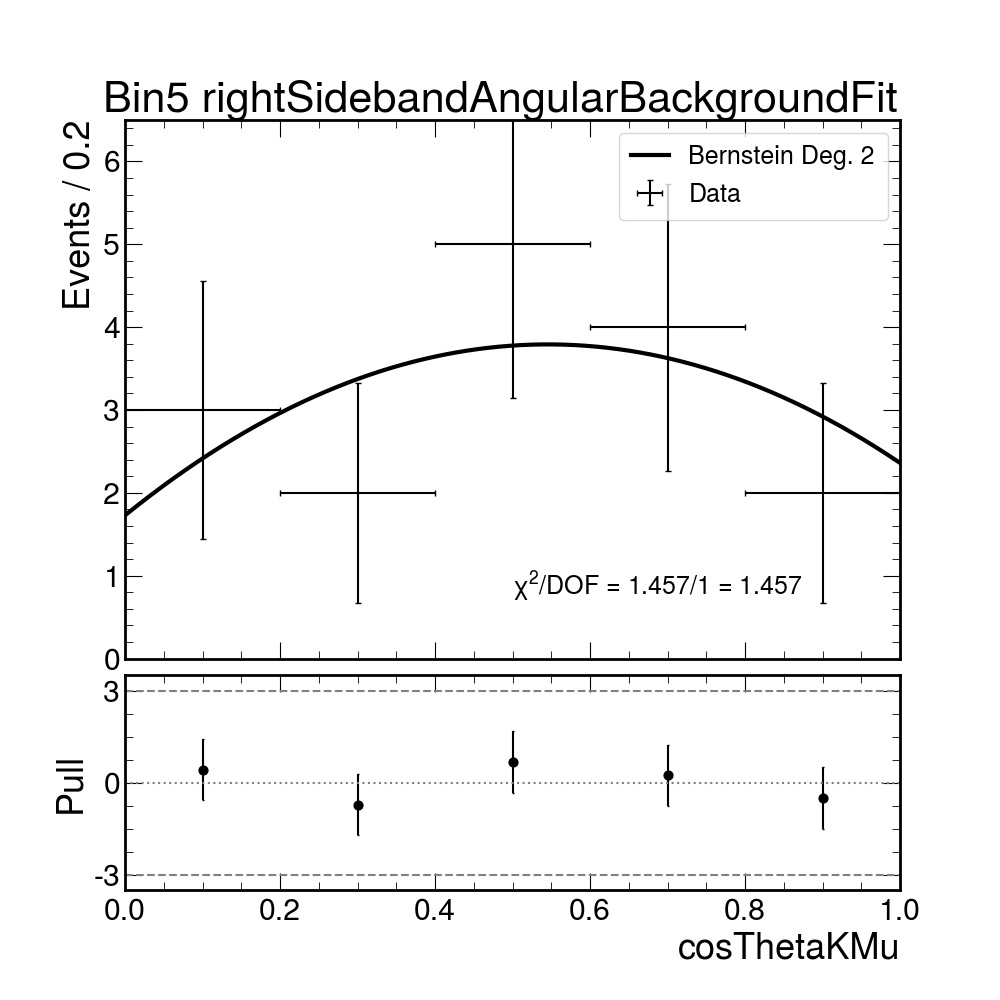 Bin5 rightSidebandAngularBackgroundFit
Events / 0.2
6
5
4
3
2
1
0
Bernstein Deg. 2
Data
χ²/DOF = 1.457/1 = 1.457
Pull
3
0
-3
0.0 0.2 0.4 0.6 0.8 1.0
cosThetaKMu